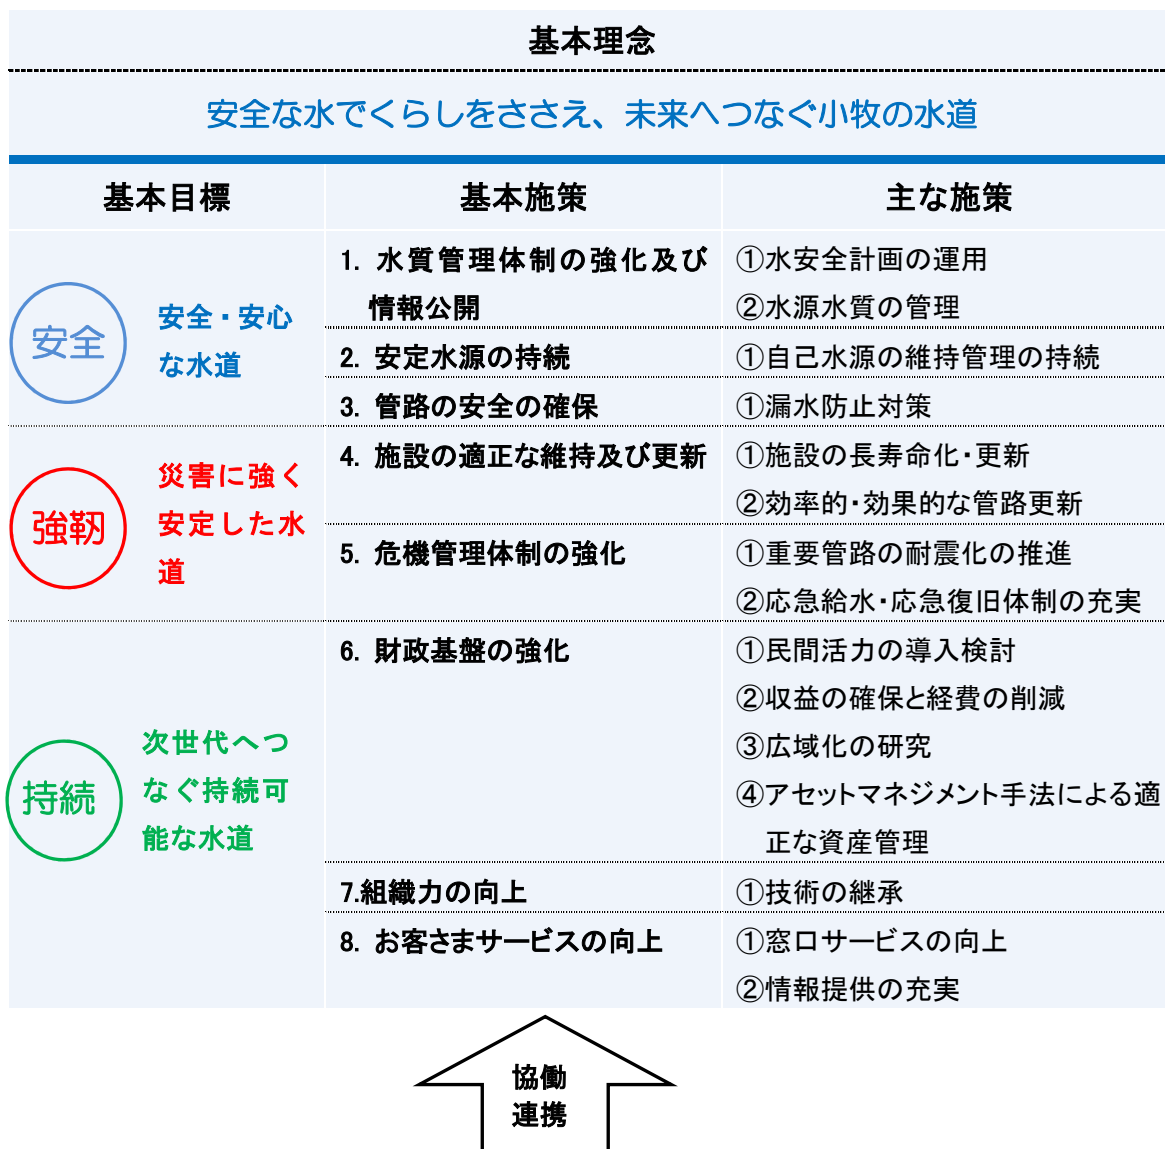 基本理念
安全な水でくらしをささえ、未来へつなぐ小牧の水道
基本目標 基本施策 主な施策
安全
安全・安心
な水道
1. 水質管理体制の強化及び
情報公開
①水安全計画の運用
②水源水質の管理
2. 安定水源の持続
①自己水源の維持管理の持続
3. 管路の安全の確保
①漏水防止対策
強靭
災害に強く
安定した水
道
4. 施設の適正な維持及び更新
①施設の長寿命化・更新
②効率的・効果的な管路更新
5. 危機管理体制の強化
①重要管路の耐震化の推進
②応急給水・応急復旧体制の充実
持続
次世代へつ
なぐ持続可
能な水道
6. 財政基盤の強化
①民間活力の導入検討
②収益の確保と経費の削減
③広域化の研究
④アセットマネジメント手法による適
正な資産管理
7.組織力の向上
①技術の継承
8. お客さまサービスの向上
①窓口サービスの向上
②情報提供の充実
協働
連携